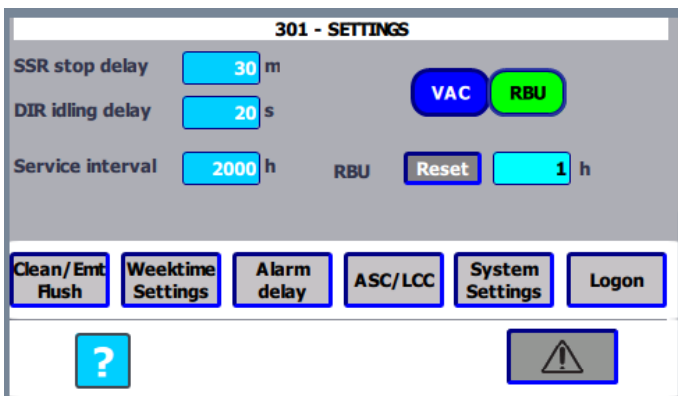 301 - SETTINGS
SSR stop delay 30 m
VAC RBU
DIR idling delay 20 s
Service interval 2000 h RBU Reset 1 h
Clean/Emt Flush
Weektime Settings
Alarm delay
ASC/LCC
System Settings
Logon
?